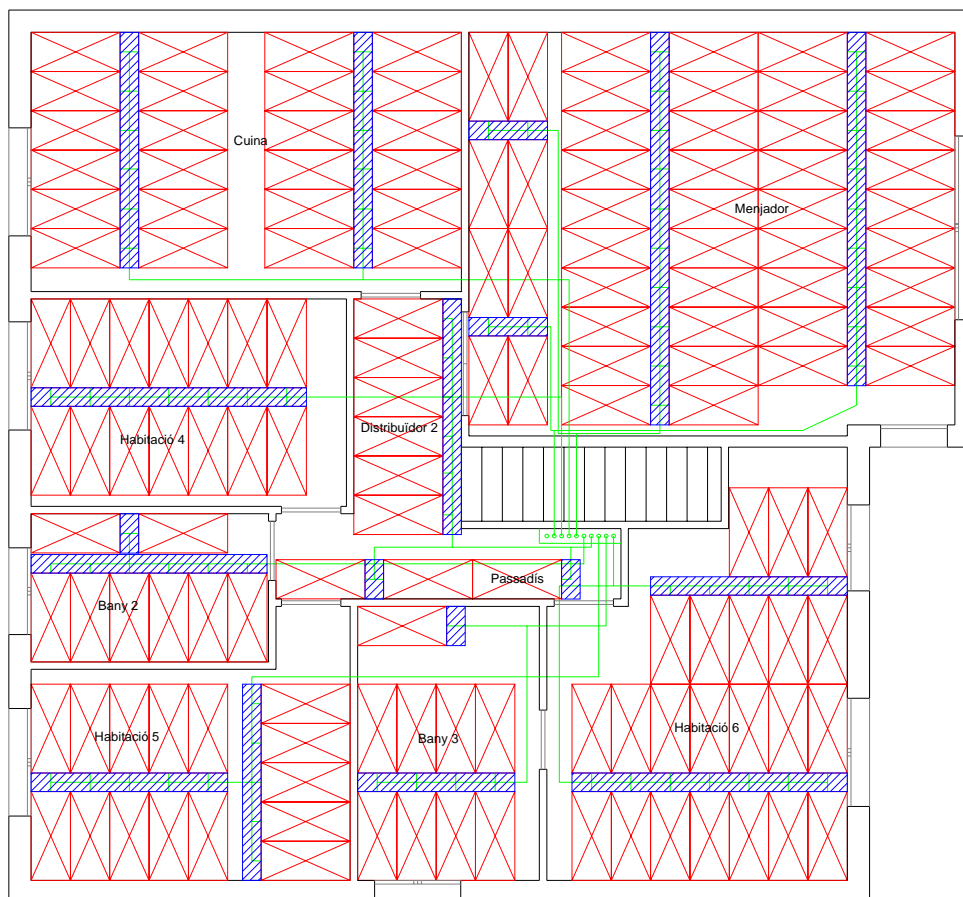 Cuina
Menjador
Distribuïdor 2
Habitació 4
Passadís
Bany 2
Habitació 6
Habitació 5
Bany 3